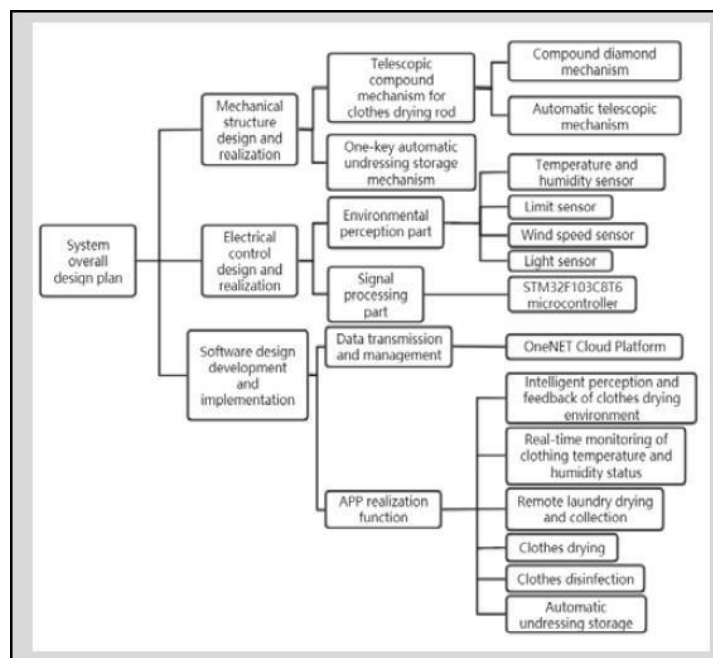 System
overall
design plan
Mechanical
structure design
and realization
Telescopic
compound
mechanism for
clothes drying rod
Compound diamond
mechanism
Automatic telescopic
mechanism
One-key automatic
undressing storage
mechanism
Electrical
control design
and realization
Environmental
perception part
Temperature and
humidity sensor
Limit sensor
Wind speed sensor
Light sensor
Signal
processing
part
STM32F103C8T6
microcontroller
Software design
development
and
implementation
Data transmission
and management
OneNET Cloud Platform
APP realization
function
Intelligent perception and
feedback of clothes drying
environment
Real-time monitoring of
clothing temperature and
humidity status
Remote laundry drying
and collection
Clothes drying
Clothes disinfection
Automatic
undressing storage